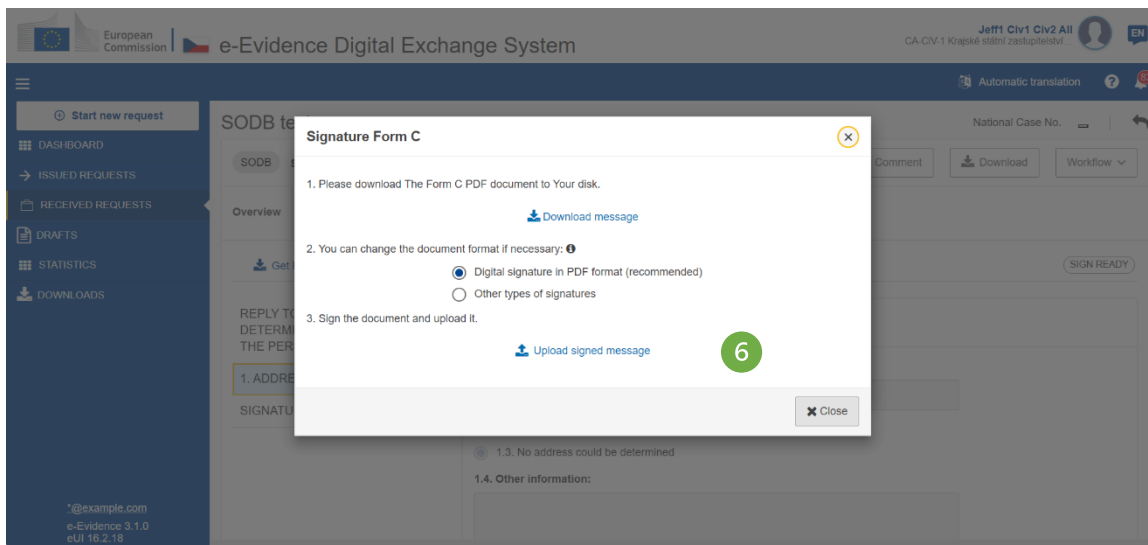 European
Commission
e-Evidence Digital Exchange System
Jeff1 Civ1 Civ2 All
CA-CIV-1 Krajské státní zastupitelství...
EN
Automatic translation
Start new request
DASHBOARD
ISSUED REQUESTS
RECEIVED REQUESTS
DRAFTS
STATISTICS
DOWNLOADS
*@example.com
e-Evidence 3.1.0
eUI 16.2.18
SODB
National Case No.
SODB
Comment
Download
Workflow
Overview
Get
SIGN READY
REPLY TO
THE PER
1. ADDRE
SIGNATU
Signature Form C
1. Please download The Form C PDF document to Your disk.
Download message
2. You can change the document format if necessary:
Digital signature in PDF format (recommended)
Other types of signatures
3. Sign the document and upload it.
Upload signed message
6
Close
1.3. No address could be determined
1.4. Other information: